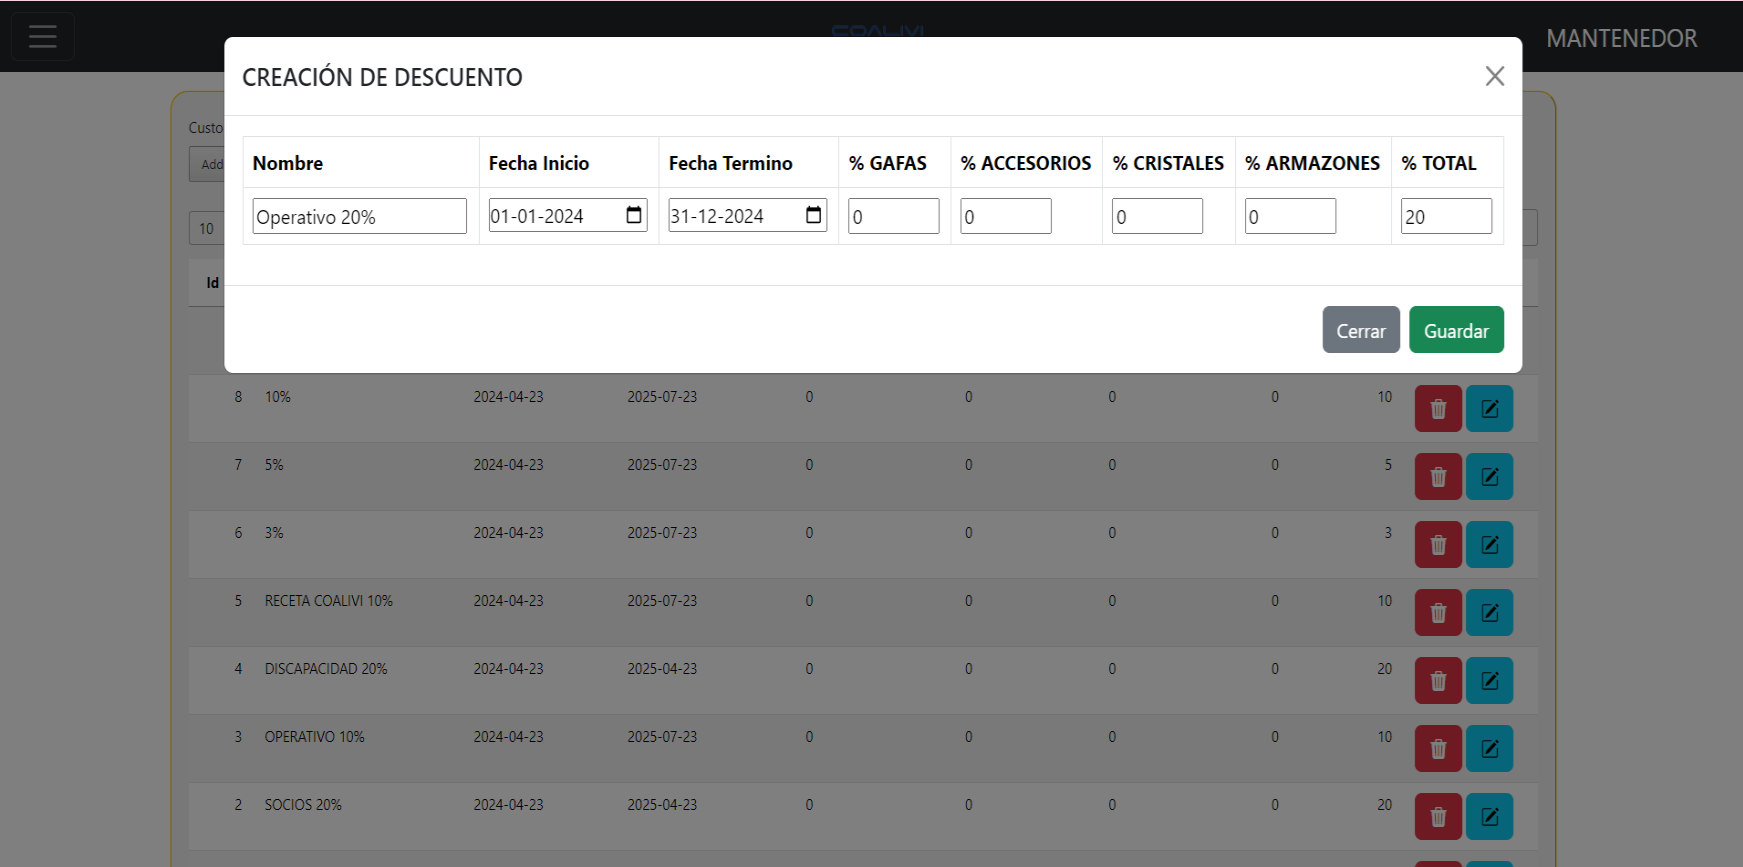 COALIVI
MANTENEDOR
CREACIÓN DE DESCUENTO
Custo
Add
10
Id
Nombre Fecha Inicio Fecha Termino % GAFAS % ACCESORIOS % CRISTALES % ARMAZONES % TOTAL
Operativo 20% 01-01-2024 31-12-2024 0 0 0 0 20
Cerrar Guardar
8 10% 2024-04-23 2025-07-23 0 0 0 0 10
7 5% 2024-04-23 2025-07-23 0 0 0 0 5
6 3% 2024-04-23 2025-07-23 0 0 0 0 3
5 RECETA COALIVI 10% 2024-04-23 2025-07-23 0 0 0 0 10
4 DISCAPACIDAD 20% 2024-04-23 2025-04-23 0 0 0 0 20
3 OPERATIVO 10% 2024-04-23 2025-07-23 0 0 0 0 10
2 SOCIOS 20% 2024-04-23 2025-04-23 0 0 0 0 20